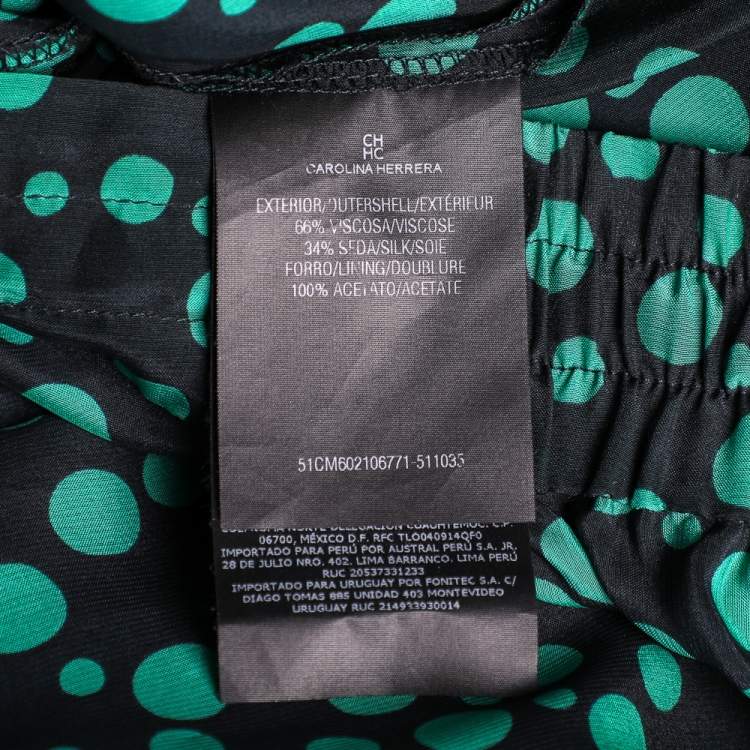 CH
HC
CAROLINA HERRERA
EXTERIOR/OUTERSHELL/EXTÉRIEUR
66% VISCOSA/VISCOSE
34% SEDA/SILK/SOIE
FORRO/LINING/DOUBLURE
100% ACETATO/ACETATE
51CM602106771-511035
NORTE DELEGACIÓN CUAUHTEMOC. C.P.
06700, MÉXICO D.F. RFC TLO040914QF0
IMPORTADO PARA PERÚ POR AUSTRAL PERÚ S.A. JR.
28 DE JULIO NRO. 402. LIMA BARRANCO. LIMA PERÚ
RUC 20537331233
IMPORTADO PARA URUGUAY POR FONITEC S.A. C/
DIAGO TOMAS 885 UNIDAD 403 MONTEVIDEO
URUGUAY RUC 214933930014